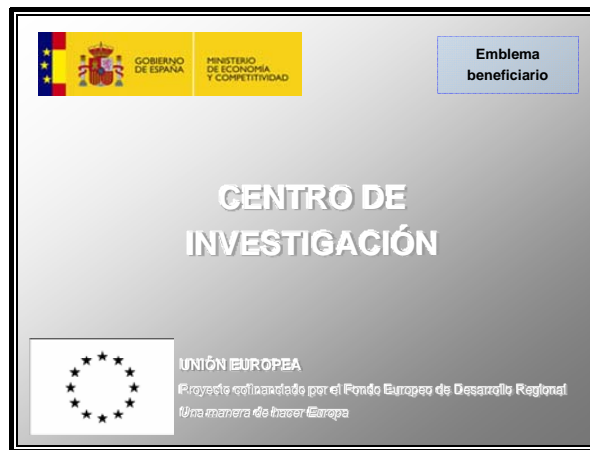 GOBIERNO
DE ESPAÑA
MINISTERIO
DE ECONOMÍA
Y COMPETITIVIDAD
Emblema
beneficiario
CENTRO DE
INVESTIGACIÓN
UNIÓN EUROPEA
Proyecto cofinanciado por el Fondo Europeo de Desarrollo Regional
Una manera de hacer Europa